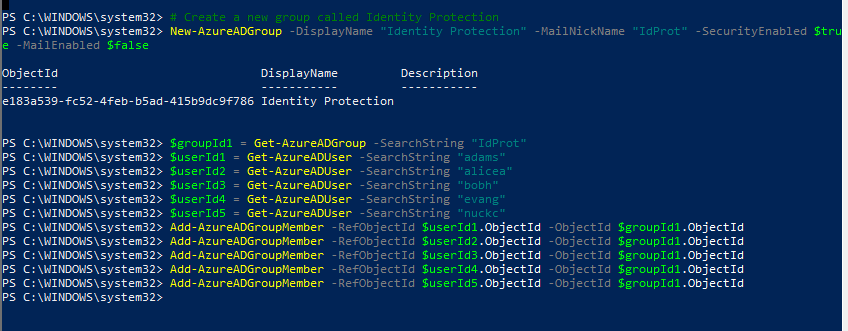 PS C:\WINDOWS\system32> # Create a new group called Identity Protection
PS C:\WINDOWS\system32> New-AzureADGroup -DisplayName "Identity Protection" -MailNickName "IdProt" -SecurityEnabled $tru
e -MailEnabled $false
ObjectId DisplayName Description
-------- ----------- -----------
e183a539-fc52-4feb-b5ad-415b9dc9f786 Identity Protection
PS C:\WINDOWS\system32> $groupId1 = Get-AzureADGroup -SearchString "IdProt"
PS C:\WINDOWS\system32> $userId1 = Get-AzureADUser -SearchString "adams"
PS C:\WINDOWS\system32> $userId2 = Get-AzureADUser -SearchString "alicea"
PS C:\WINDOWS\system32> $userId3 = Get-AzureADUser -SearchString "bobh"
PS C:\WINDOWS\system32> $userId4 = Get-AzureADUser -SearchString "evang"
PS C:\WINDOWS\system32> $userId5 = Get-AzureADUser -SearchString "nuckc"
PS C:\WINDOWS\system32> Add-AzureADGroupMember -RefObjectId $userId1.ObjectId -ObjectId $groupId1.ObjectId
PS C:\WINDOWS\system32> Add-AzureADGroupMember -RefObjectId $userId2.ObjectId -ObjectId $groupId1.ObjectId
PS C:\WINDOWS\system32> Add-AzureADGroupMember -RefObjectId $userId3.ObjectId -ObjectId $groupId1.ObjectId
PS C:\WINDOWS\system32> Add-AzureADGroupMember -RefObjectId $userId4.ObjectId -ObjectId $groupId1.ObjectId
PS C:\WINDOWS\system32> Add-AzureADGroupMember -RefObjectId $userId5.ObjectId -ObjectId $groupId1.ObjectId
PS C:\WINDOWS\system32>